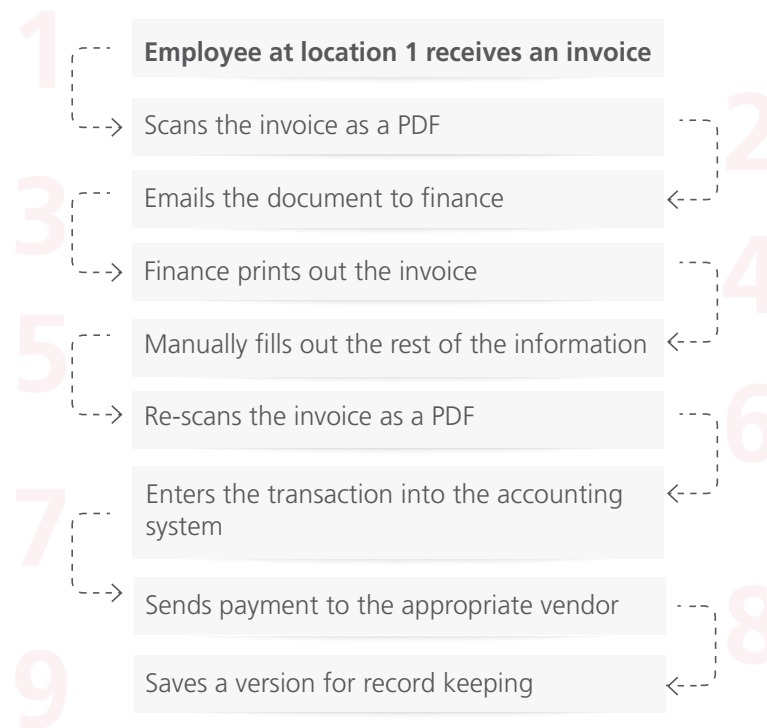 1
Employee at location 1 receives an invoice
Scans the invoice as a PDF
2
3
Emails the document to finance
Finance prints out the invoice
4
5
Manually fills out the rest of the information
Re-scans the invoice as a PDF
6
7
Enters the transaction into the accounting
system
Sends payment to the appropriate vendor
8
9
Saves a version for record keeping